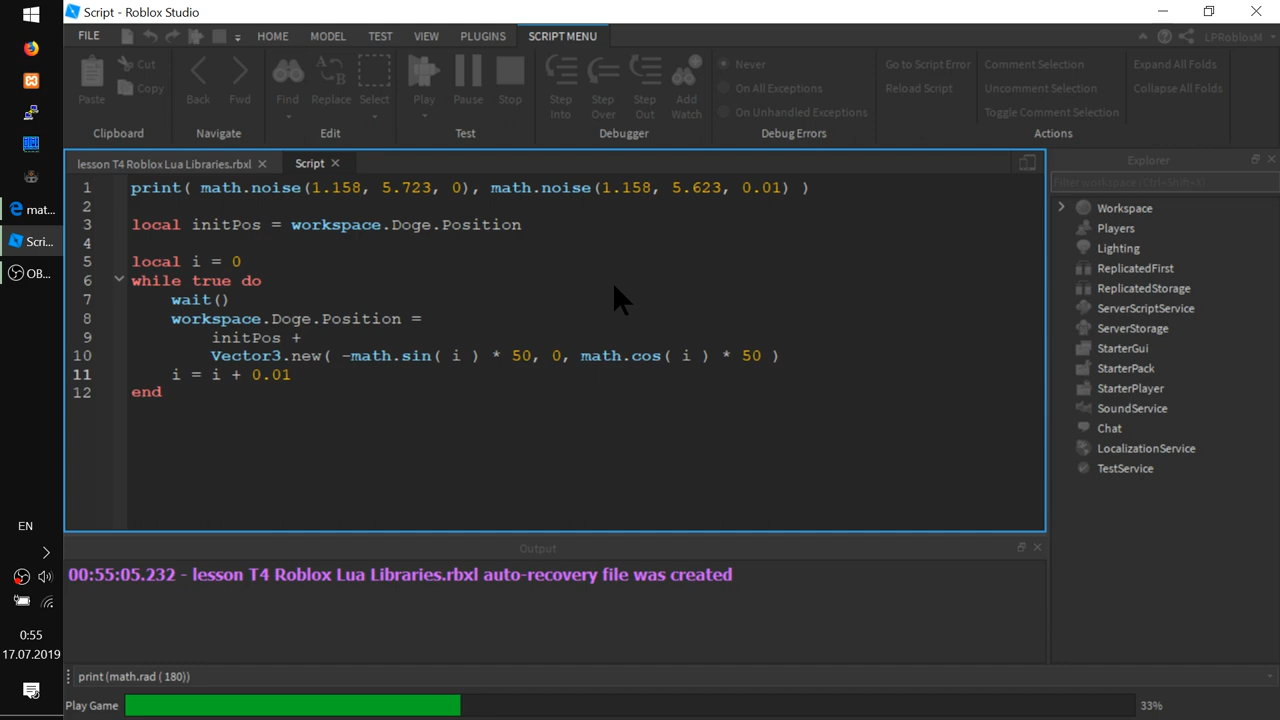 Script - Roblox Studio
FILE HOME MODEL TEST VIEW PLUGINS SCRIPT MENU LPRobloxM
Paste Cut Copy Clipboard
Back Fwd Navigate
Find Replace Select Edit
Play Pause Stop Test
Step Into Step Over Step Out Add Watch Debugger
Never
On All Exceptions
On Unhandled Exceptions
Debug Errors
Go to Script Error
Reload Script
Comment Selection
Uncomment Selection
Toggle Comment Selection
Expand All Folds
Collapse All Folds
Actions
lesson T4 Roblox Lua Libraries.rbxl Script
1 print( math.noise(1.158, 5.723, 0), math.noise(1.158, 5.623, 0.01) )
2
3 local initPos = workspace.Doge.Position
4
5 local i = 0
6 while true do
7 wait()
8 workspace.Doge.Position =
9 initPos +
10 Vector3.new( -math.sin( i ) * 50, 0, math.cos( i ) * 50 )
11 i = i + 0.01
12 end
Explorer
Filter workspace (Ctrl+Shift+X)
Workspace
Players
Lighting
ReplicatedFirst
ReplicatedStorage
ServerScriptService
ServerStorage
StarterGui
StarterPack
StarterPlayer
SoundService
Chat
LocalizationService
TestService
Output
00:55:05.232 - lesson T4 Roblox Lua Libraries.rbxl auto-recovery file was created
print (math.rad ( 180))
Play Game 33%
mat...
Scri...
OB...
EN
0:55
17.07.2019